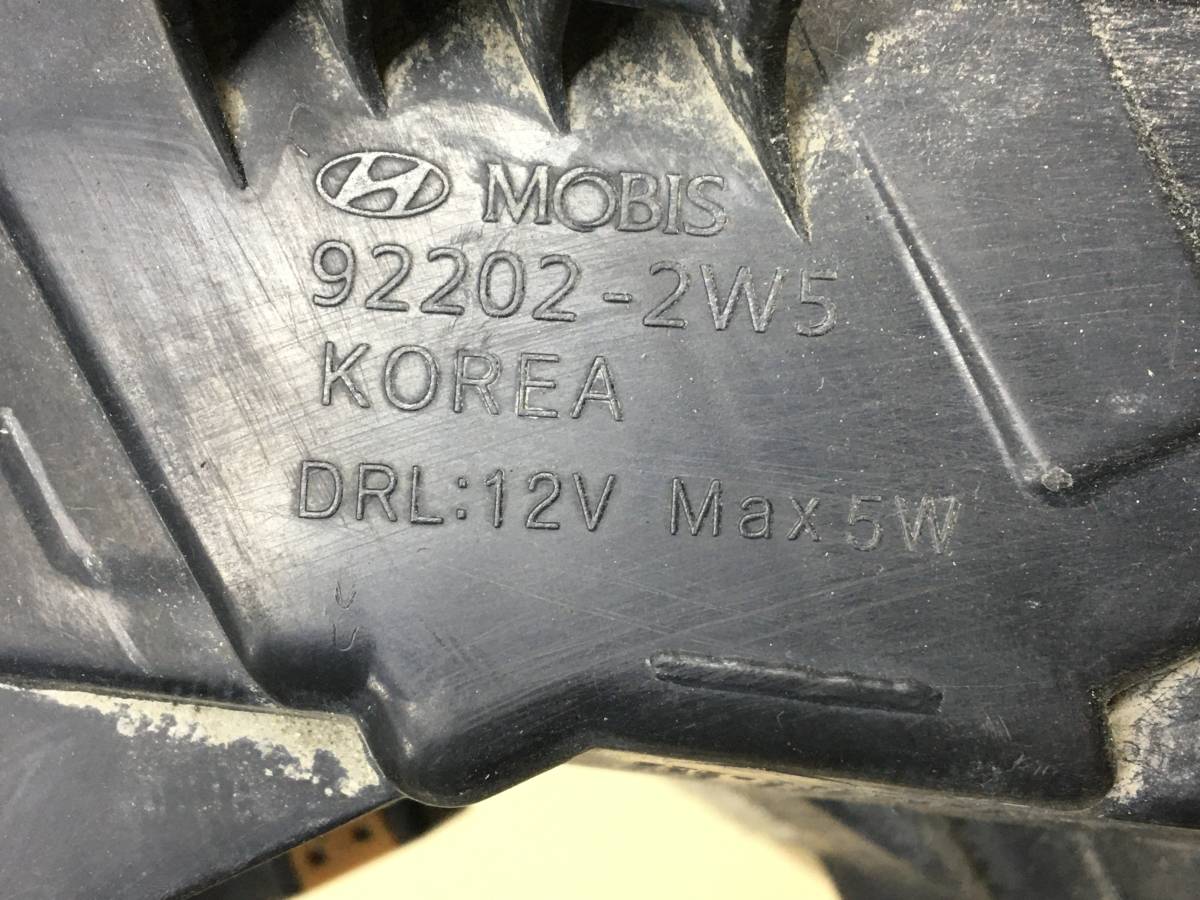 MOBIS
92202-2W5
KOREA
DRL:12V Max 5W